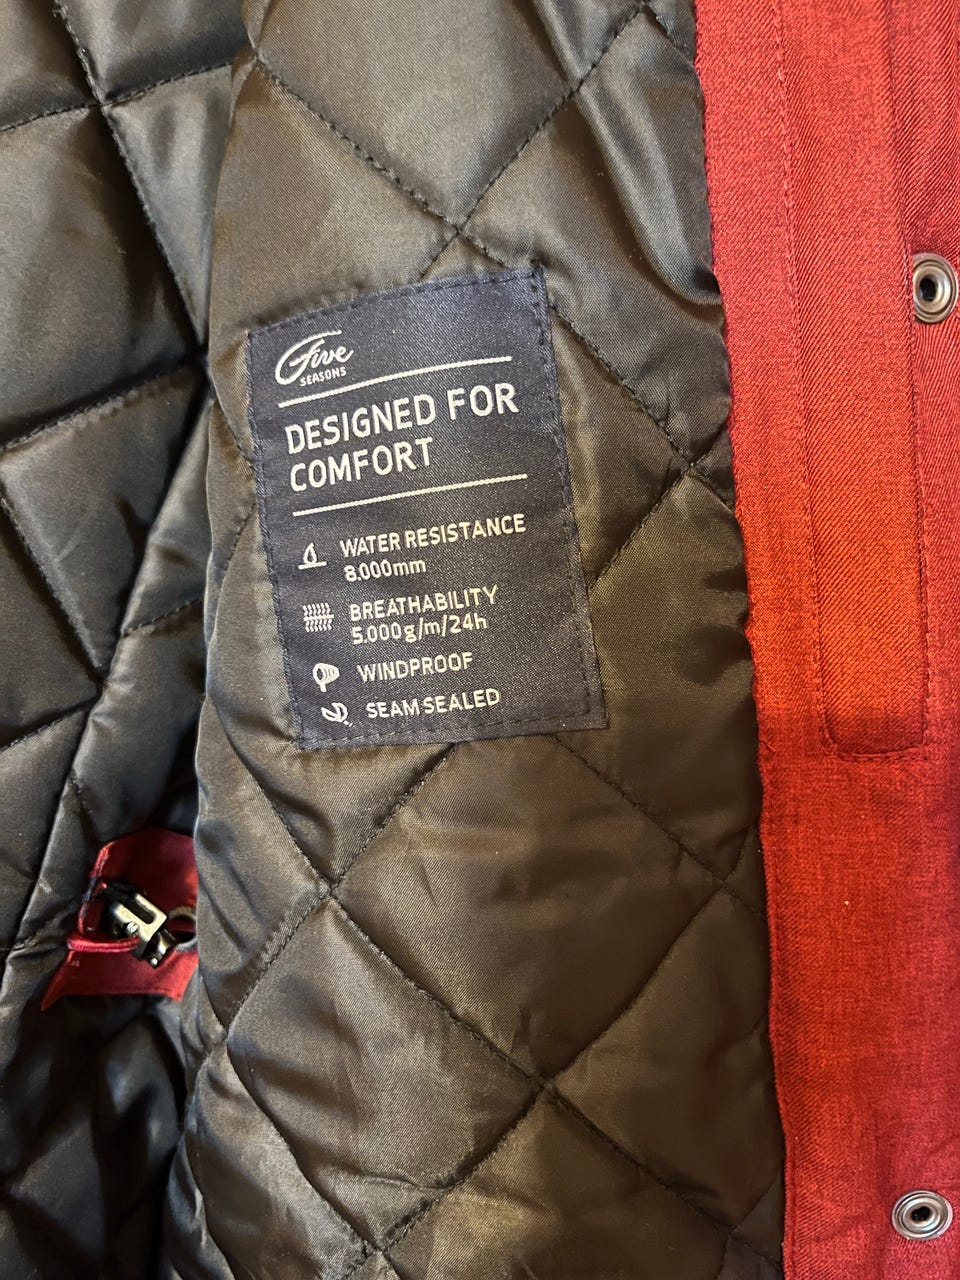 Five
SEASONS
DESIGNED FOR
COMFORT
WATER RESISTANCE
8.000mm
BREATHABILITY
5.000g/m/24h
WINDPROOF
SEAM SEALED